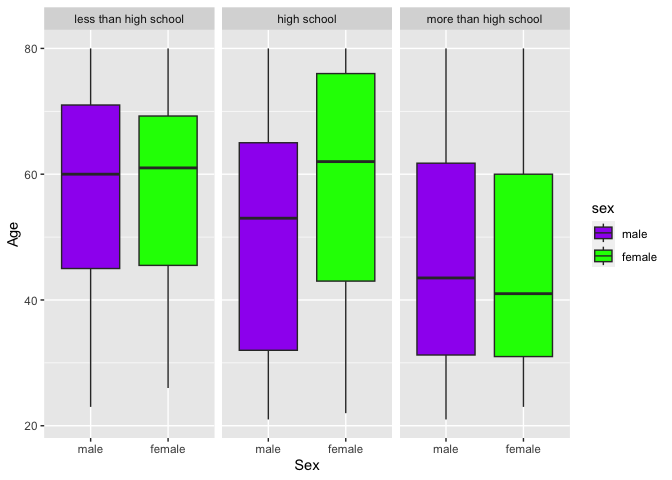 less than high school
high school
more than high school
80
60
40
20
Age
male
female
male
female
male
female
Sex
sex
male
female